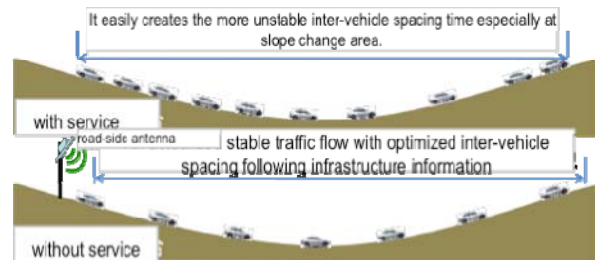 It easily creates the more unstable inter-vehicle spacing time especially at
slope change area.
with service
road-side antenna
stable traffic flow with optimized inter-vehicle
spacing following infrastructure information
without service